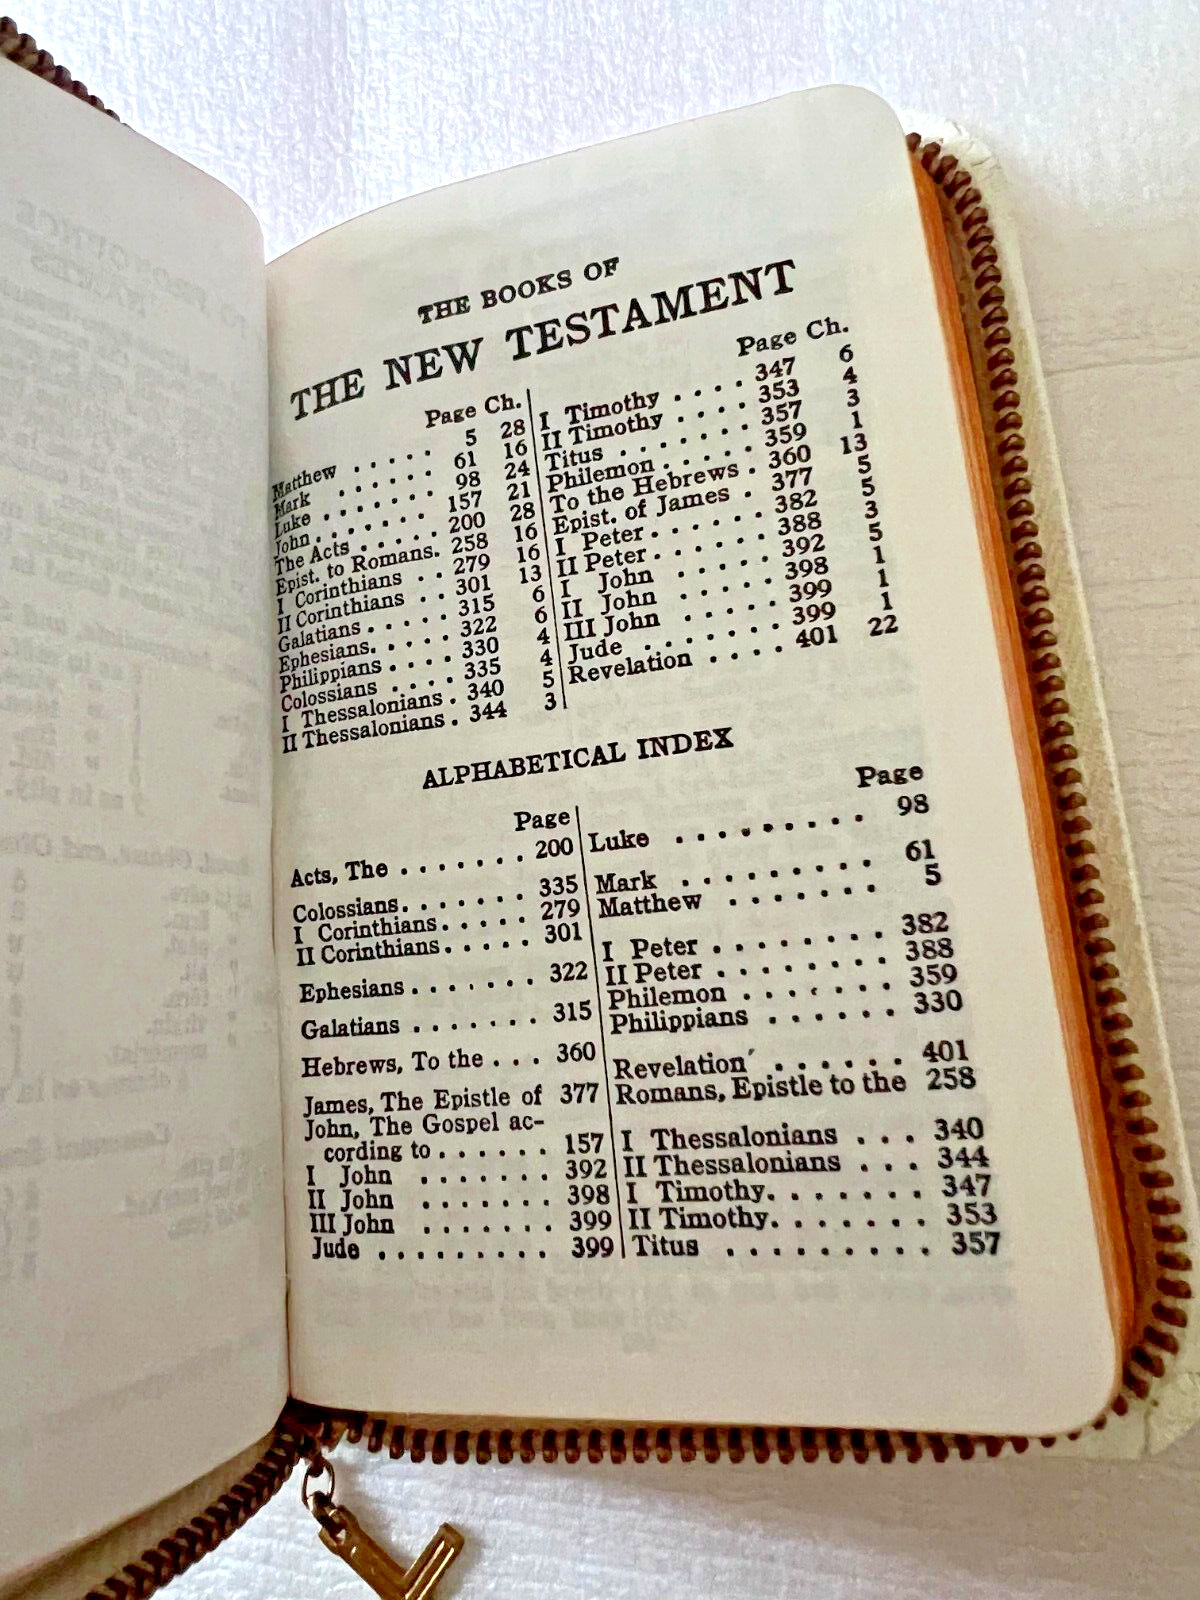 THE BOOKS OF
THE NEW TESTAMENT
Page Ch.
Matthew . . . . . 5 28
Mark . . . . . . 61 16
Luke . . . . . . 98 24
John . . . . . . 157 21
The Acts . . . . . 200 28
Epist. to Romans. 258 16
I Corinthians . . 279 16
II Corinthians . . 301 13
Galatians . . . . . 315 6
Ephesians. . . . . 322 6
Philippians . . . . 330 4
Colossians . . . . 335 4
I Thessalonians . 340 5
II Thessalonians . 344 3
Page Ch.
I Timothy . . . . 347 6
II Timothy . . . . 353 4
Titus . . . . . . 357 3
Philemon . . . . . 359 1
To the Hebrews . 360 13
Epist. of James . 377 5
I Peter . . . . . . 382 5
II Peter . . . . . . 388 3
I John . . . . . 392 5
II John . . . . . 398 1
III John . . . . . 399 1
Jude . . . . . . . 399 1
Revelation . . . . 401 22
ALPHABETICAL INDEX
Page
Acts, The . . . . . . . 200
Colossians. . . . . . . 335
I Corinthians. . . . . 279
II Corinthians. . . . . 301
Ephesians . . . . . . . 322
Galatians . . . . . . . 315
Hebrews, To the . . . 360
James, The Epistle of 377
John, The Gospel ac-
cording to . . . . . . 157
I John . . . . . . . 392
II John . . . . . . . 398
III John . . . . . . . 399
Jude . . . . . . . . . 399
Page
Luke . . . . . . . . . 98
Mark . . . . . . . . . 61
Matthew . . . . . . . 5
I Peter . . . . . . . . 382
II Peter . . . . . . . . 388
Philemon . . . . . . . 359
Philippians . . . . . . 330
Revelation . . . . . . 401
Romans, Epistle to the 258
I Thessalonians . . . 340
II Thessalonians . . . 344
I Timothy. . . . . . . 347
II Timothy. . . . . . . 353
Titus . . . . . . . . . 357